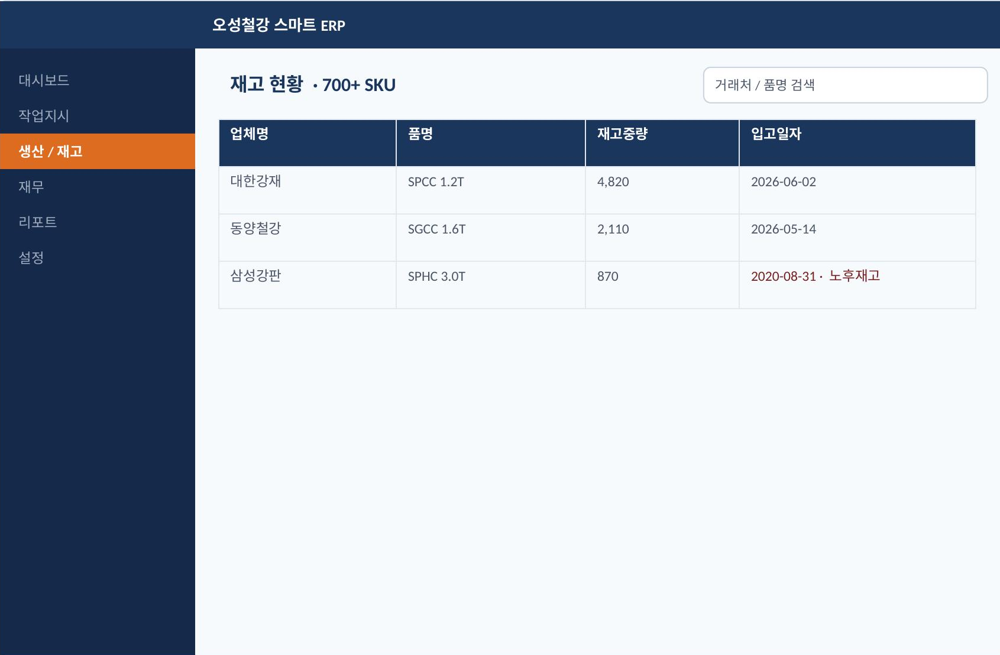 오성철강 스마트 ERP
대시보드
작업지시
생산 / 재고
재무
리포트
설정
재고 현황 · 700+ SKU
거래처 / 품명 검색
업체명 품명 재고중량 입고일자
대한강재 SPCC 1.2T 4,820 2026-06-02
동양철강 SGCC 1.6T 2,110 2026-05-14
삼성강판 SPHC 3.0T 870 2020-08-31 · 노후재고